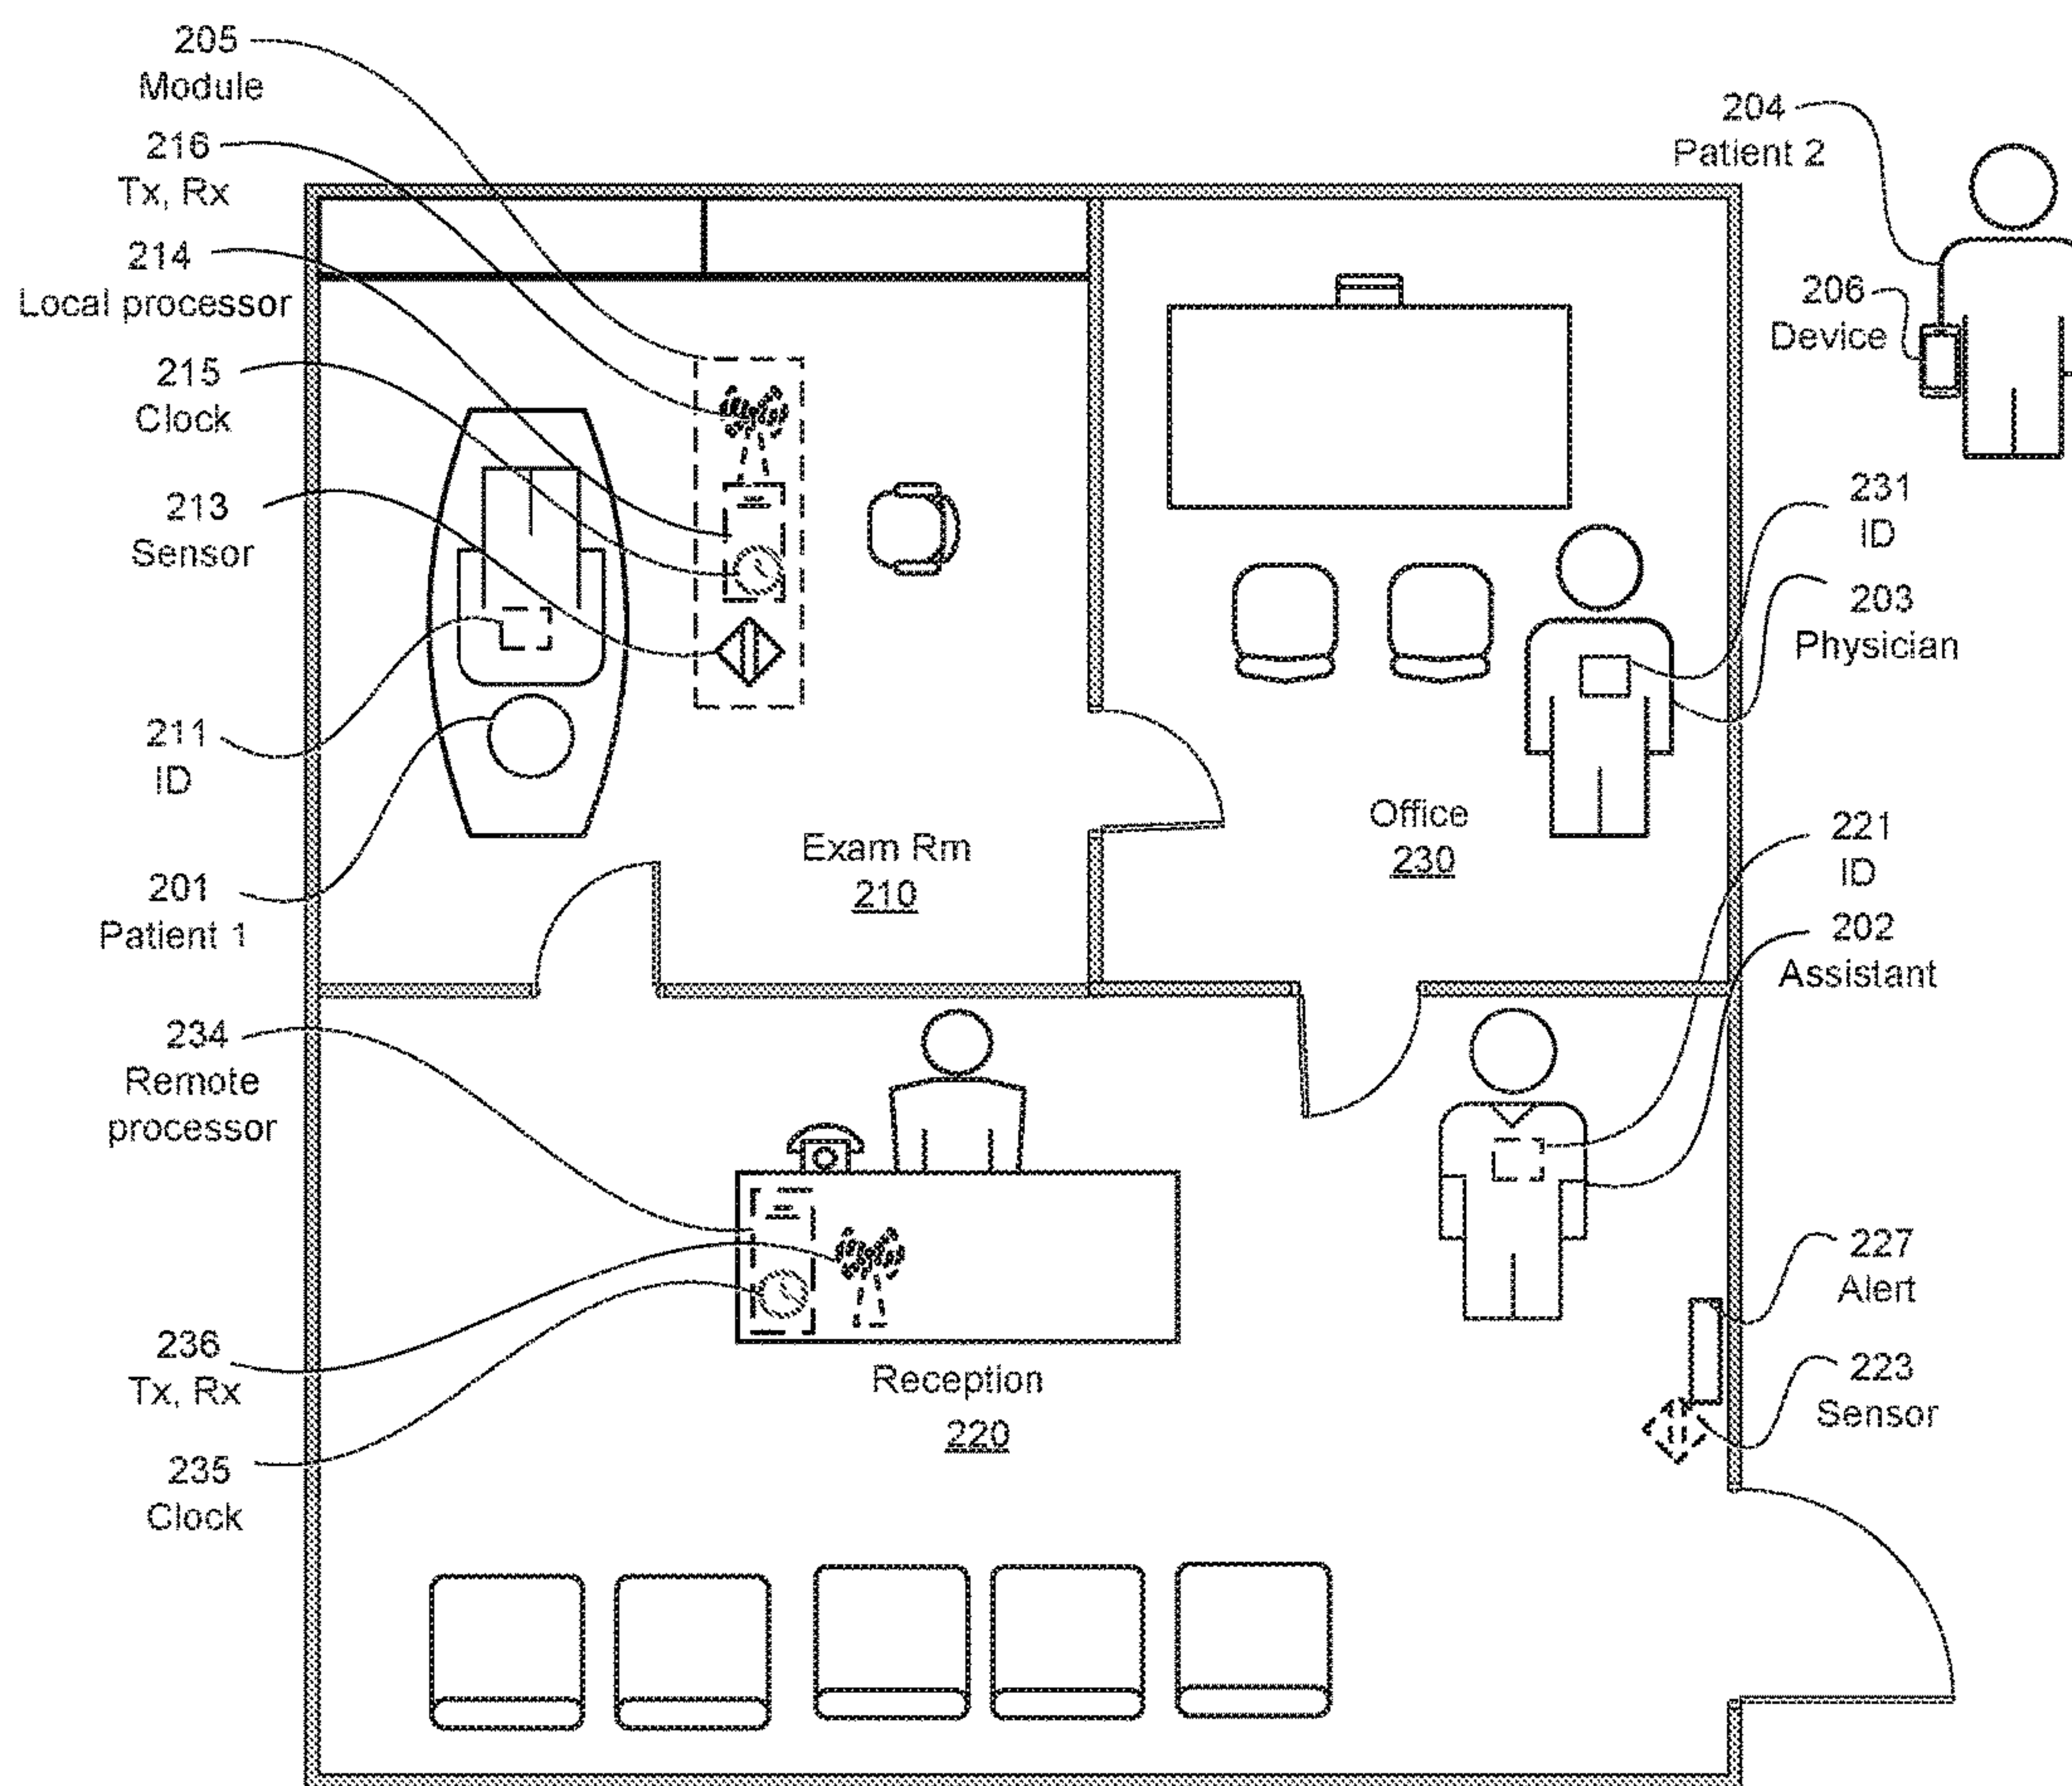 205
Module
216
Tx, Rx
214
Local processor
215
Clock
213
Sensor
211
ID
201
Patient 1
234
Remote
processor
236
Tx, Rx
235
Clock
Exam Rm
210
Office
230
Reception
220
204
Patient 2
206
Device
231
ID
203
Physician
221
ID
202
Assistant
227
Alert
223
Sensor